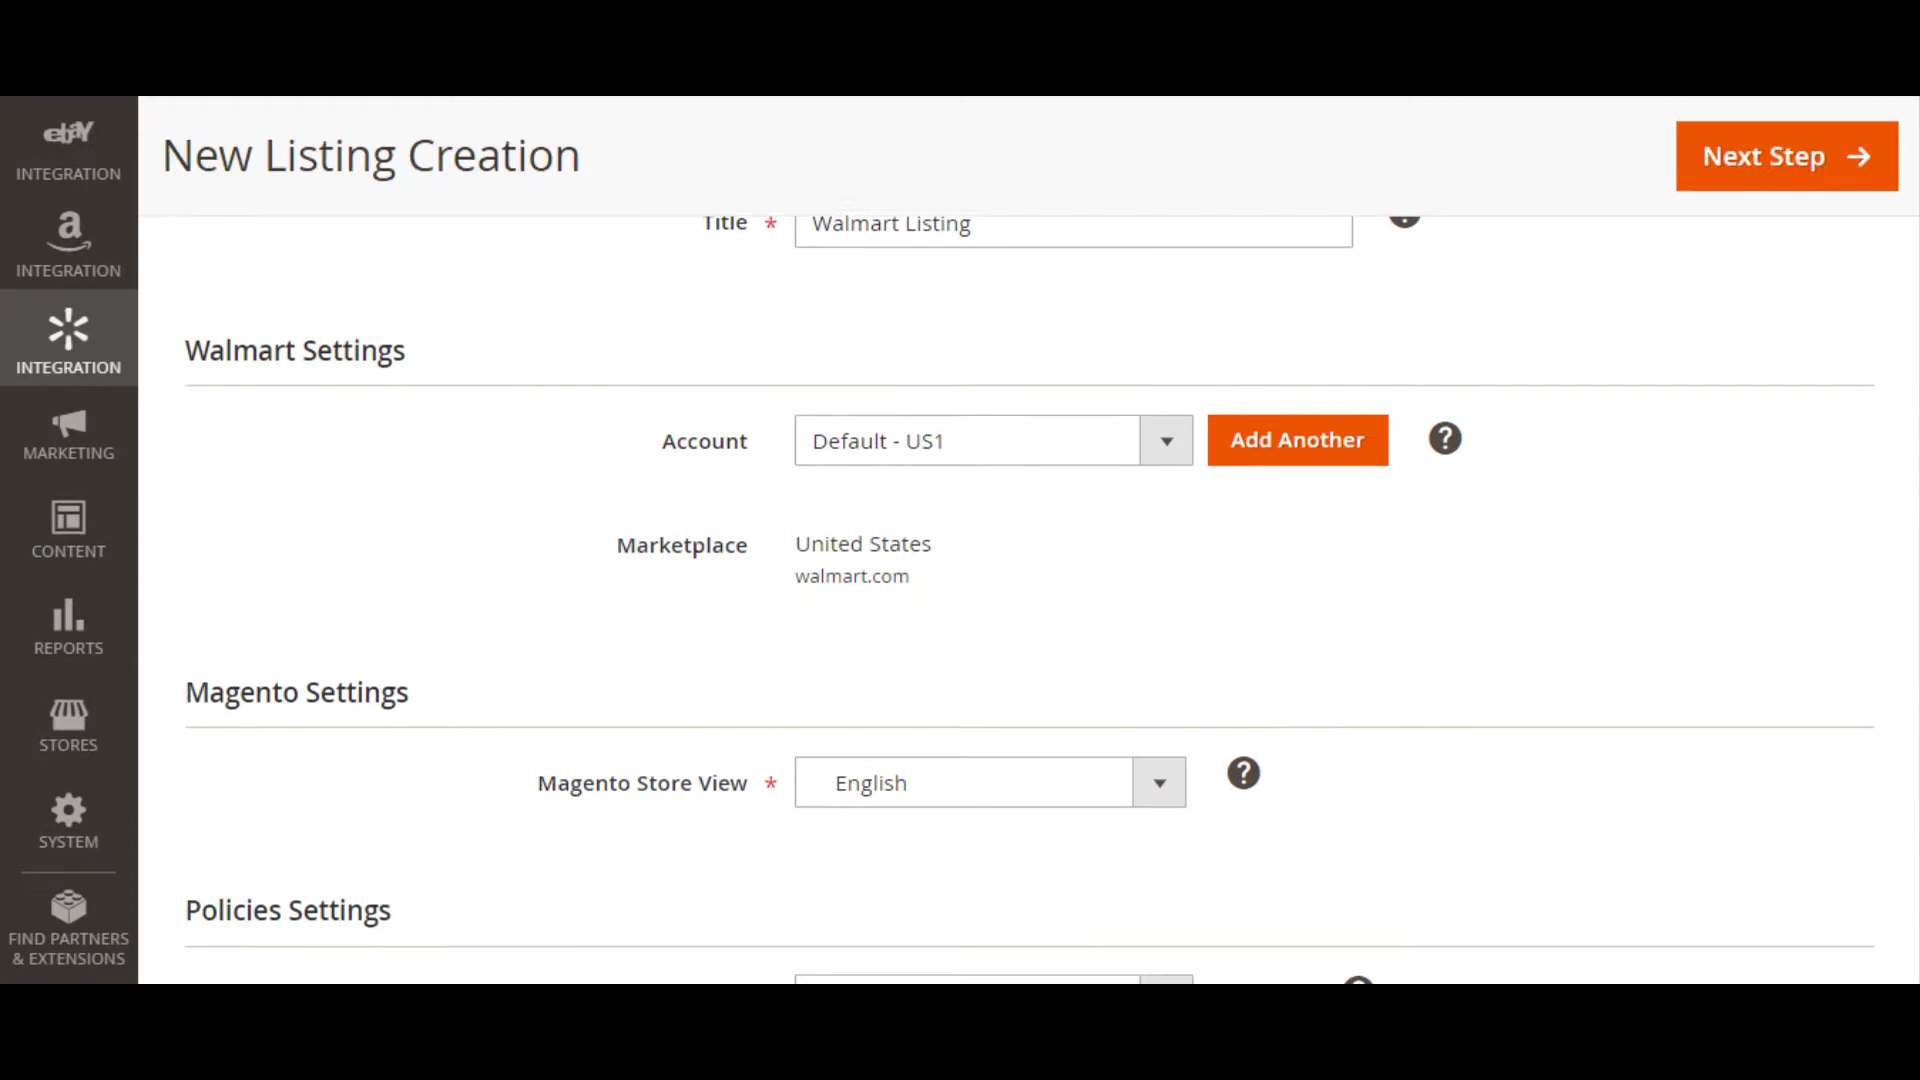 ebay
INTEGRATION
a
INTEGRATION
INTEGRATION
MARKETING
CONTENT
REPORTS
STORES
SYSTEM
FIND PARTNERS
& EXTENSIONS
New Listing Creation
Next Step →
Title * Walmart Listing
Walmart Settings
Account Default - US1 Add Another ?
Marketplace United States
walmart.com
Magento Settings
Magento Store View * English ?
Policies Settings